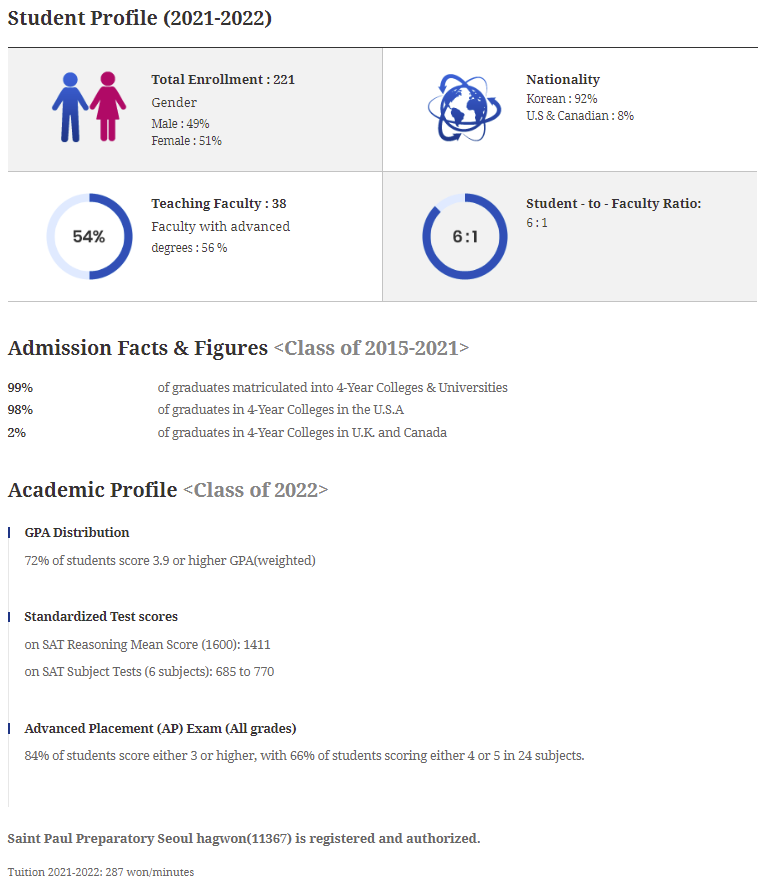 Student Profile (2021-2022)
Total Enrollment : 221
Gender
Male : 49%
Female : 51%
Nationality
Korean : 92%
U.S & Canadian : 8%
54%
Teaching Faculty : 38
Faculty with advanced
degrees : 56 %
6:1
Student - to - Faculty Ratio:
6 : 1
Admission Facts & Figures <Class of 2015-2021>
99% of graduates matriculated into 4-Year Colleges & Universities
98% of graduates in 4-Year Colleges in the U.S.A
2% of graduates in 4-Year Colleges in U.K. and Canada
Academic Profile <Class of 2022>
GPA Distribution
72% of students score 3.9 or higher GPA(weighted)
Standardized Test scores
on SAT Reasoning Mean Score (1600): 1411
on SAT Subject Tests (6 subjects): 685 to 770
Advanced Placement (AP) Exam (All grades)
84% of students score either 3 or higher, with 66% of students scoring either 4 or 5 in 24 subjects.
Saint Paul Preparatory Seoul hagwon(11367) is registered and authorized.
Tuition 2021-2022: 287 won/minutes